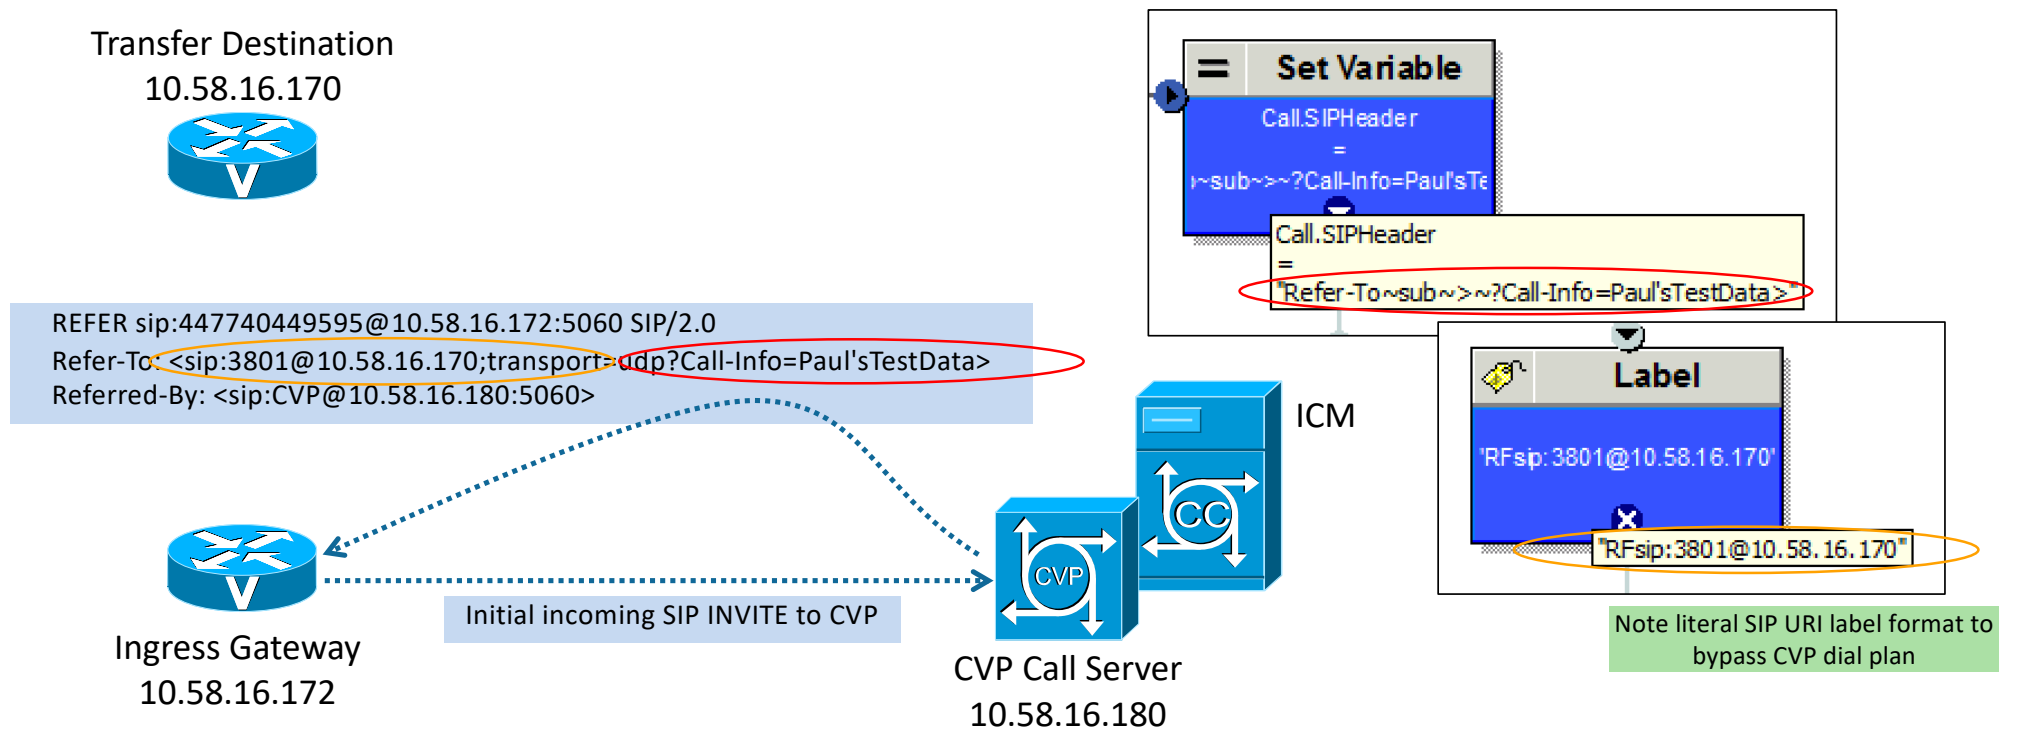 Transfer Destination
10.58.16.170
V
REFER sip:447740449595@10.58.16.172:5060 SIP/2.0
Refer-To: <sip:3801@10.58.16.170;transport=udp?Call-Info=Paul'sTestData>
Referred-By: <sip:CVP@10.58.16.180:5060>
V
Ingress Gateway
10.58.16.172
Initial incoming SIP INVITE to CVP
CVP
CVP Call Server
10.58.16.180
CC
ICM
= Set Variable
Call.SIPHeader
=
~sub~>~?Call-Info=Paul'sTe
Call.SIPHeader
=
"Refer-To~sub~>~?Call-Info=Paul'sTestData>"
Label
"RFsip:3801@10.58.16.170"
"RFsip:3801@10.58.16.170"
Note literal SIP URI label format to
bypass CVP dial plan